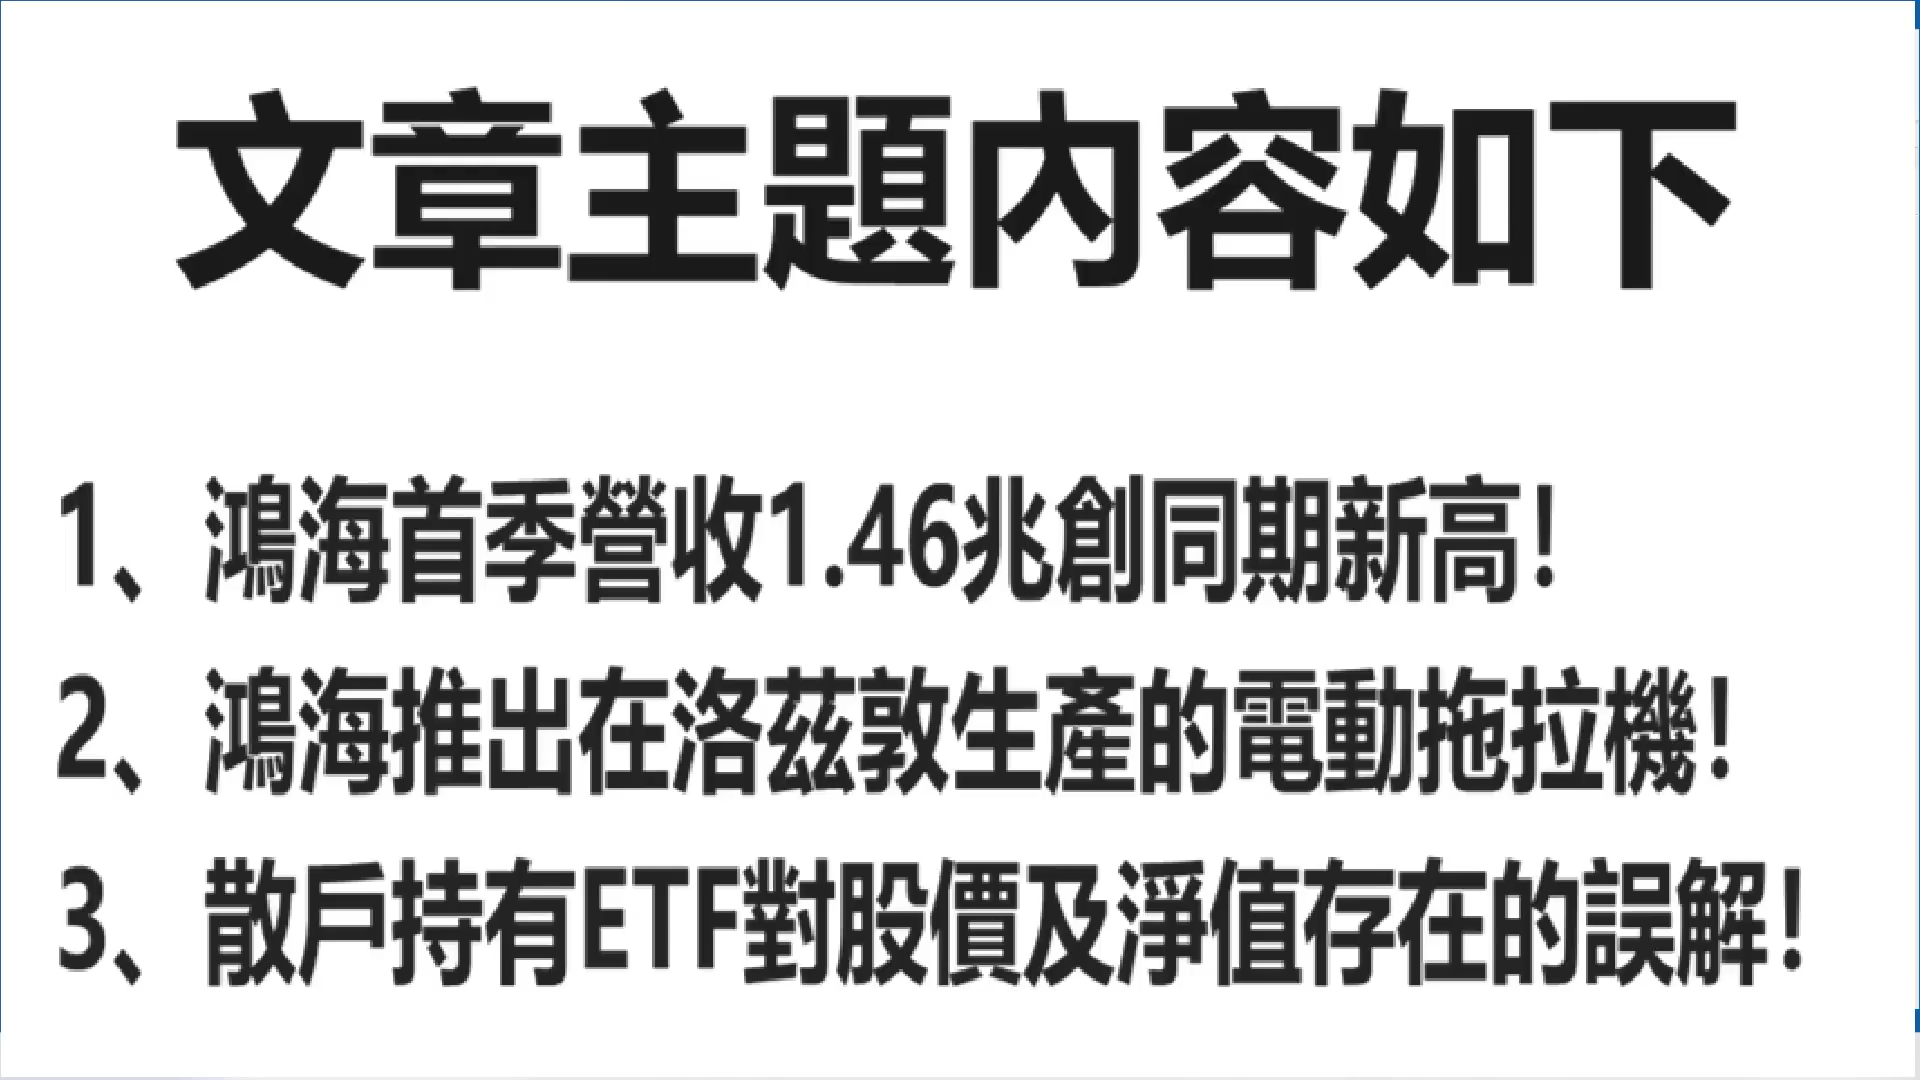 文章主題內容如下
1、鴻海首季營收1.46兆創同期新高!
2、鴻海推出在洛茲敦生產的電動拖拉機!
3、散戶持有ETF對股價及淨值存在的誤解!